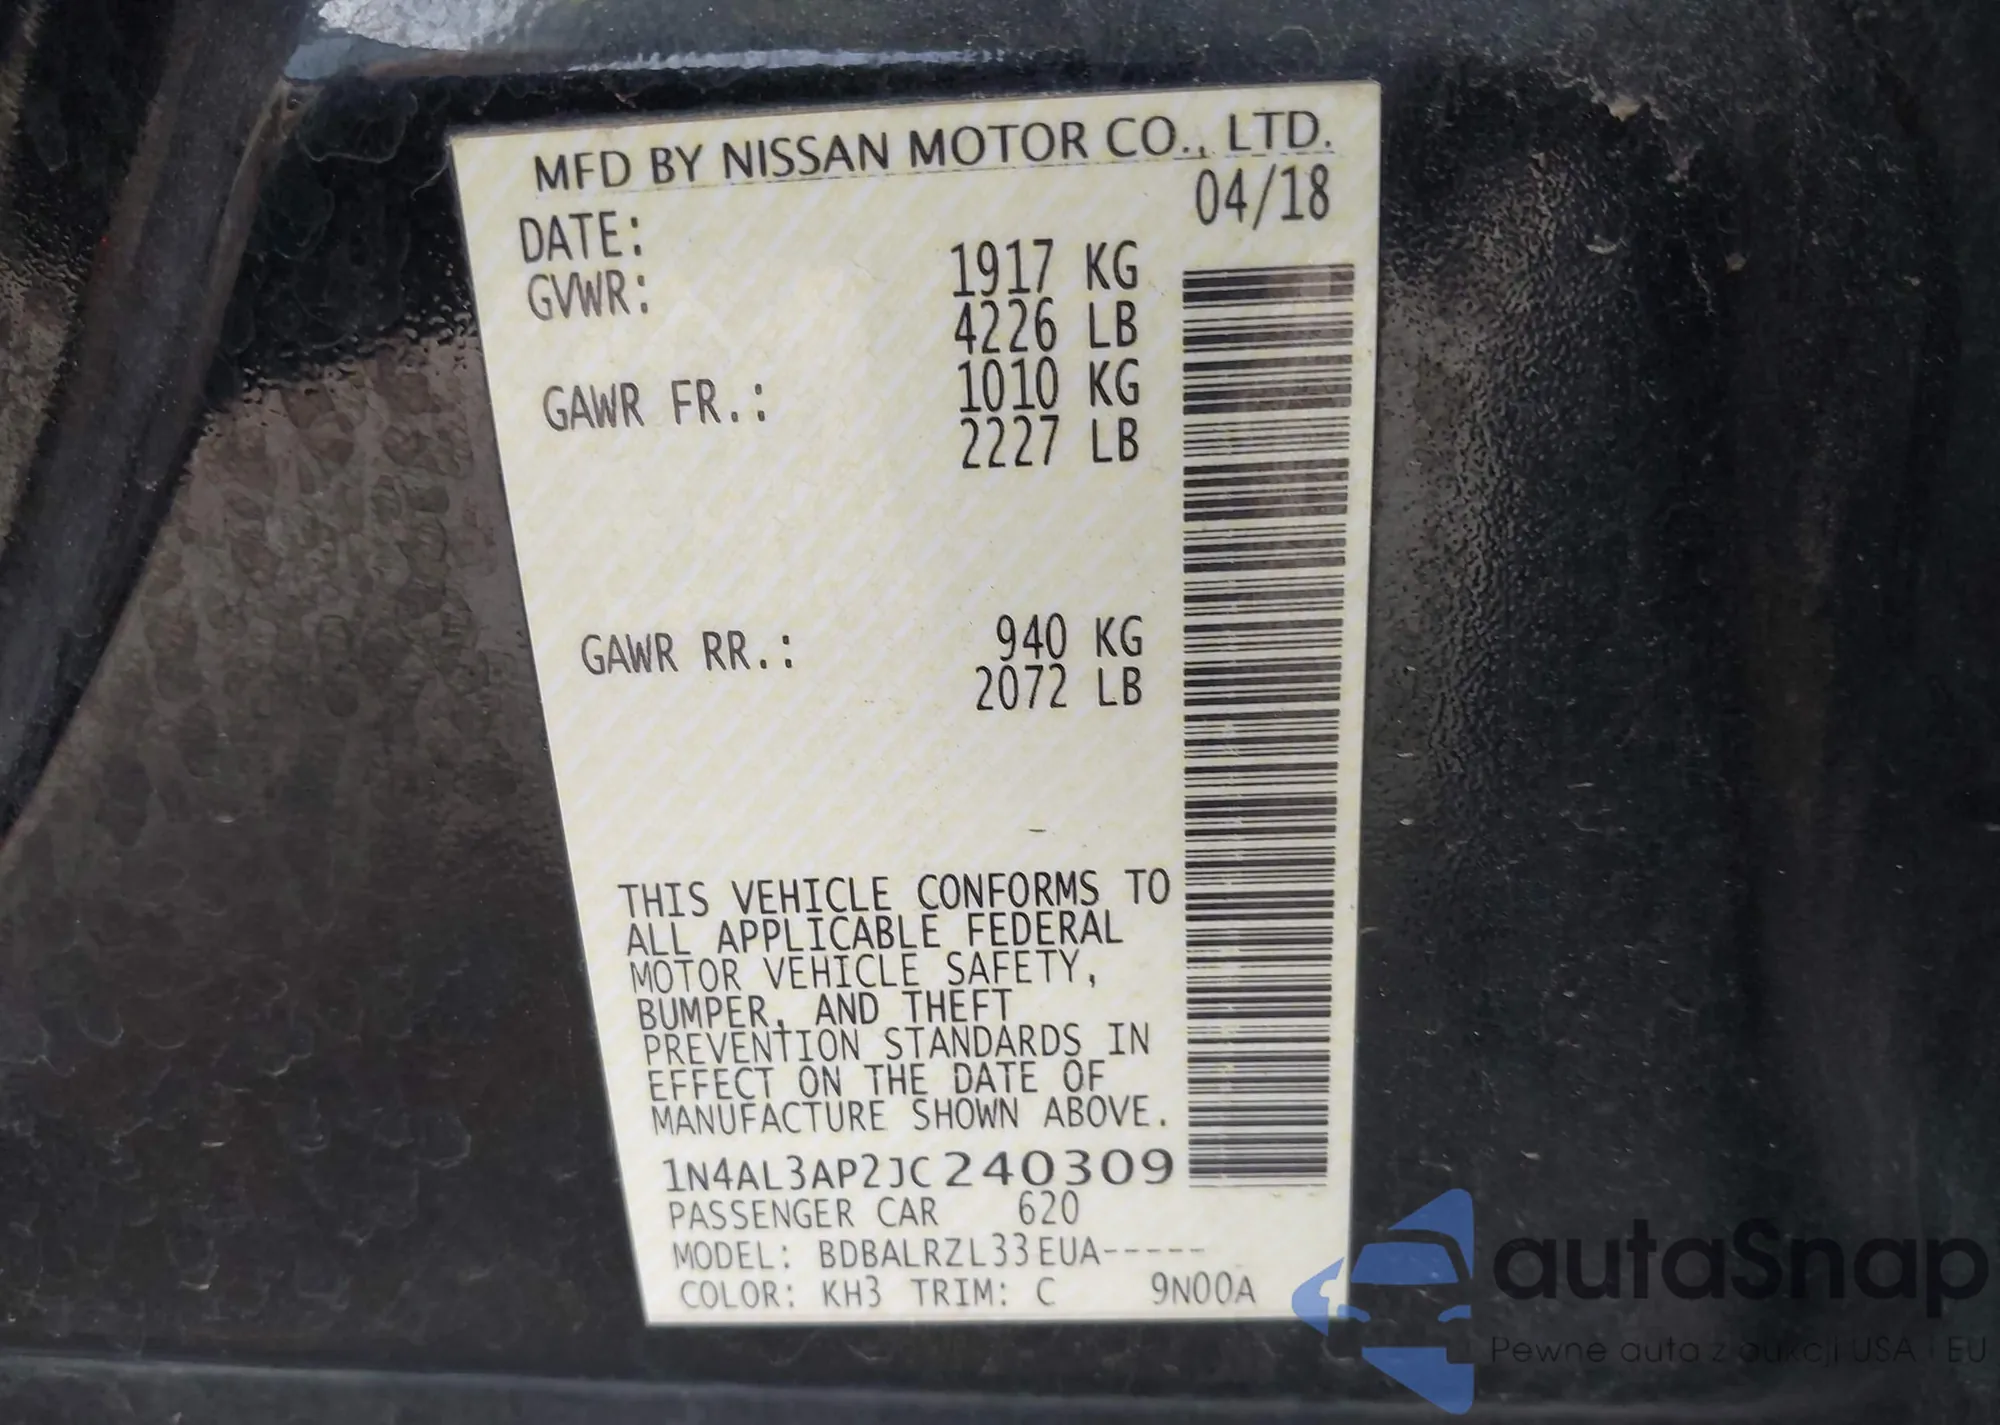 MFD BY NISSAN MOTOR CO., LTD.
DATE: 04/18
GVWR: 1917 KG
4226 LB
GAWR FR.: 1010 KG
2227 LB
GAWR RR.: 940 KG
2072 LB
THIS VEHICLE CONFORMS TO
ALL APPLICABLE FEDERAL
MOTOR VEHICLE SAFETY,
BUMPER, AND THEFT
PREVENTION STANDARDS IN
EFFECT ON THE DATE OF
MANUFACTURE SHOWN ABOVE.
1N4AL3AP2JC240309
PASSENGER CAR 620
MODEL: BDBALRZL33EUA-----
COLOR: KH3 TRIM: C 9N00A
autaSnap
Pewne auta z aukcji USA i EU